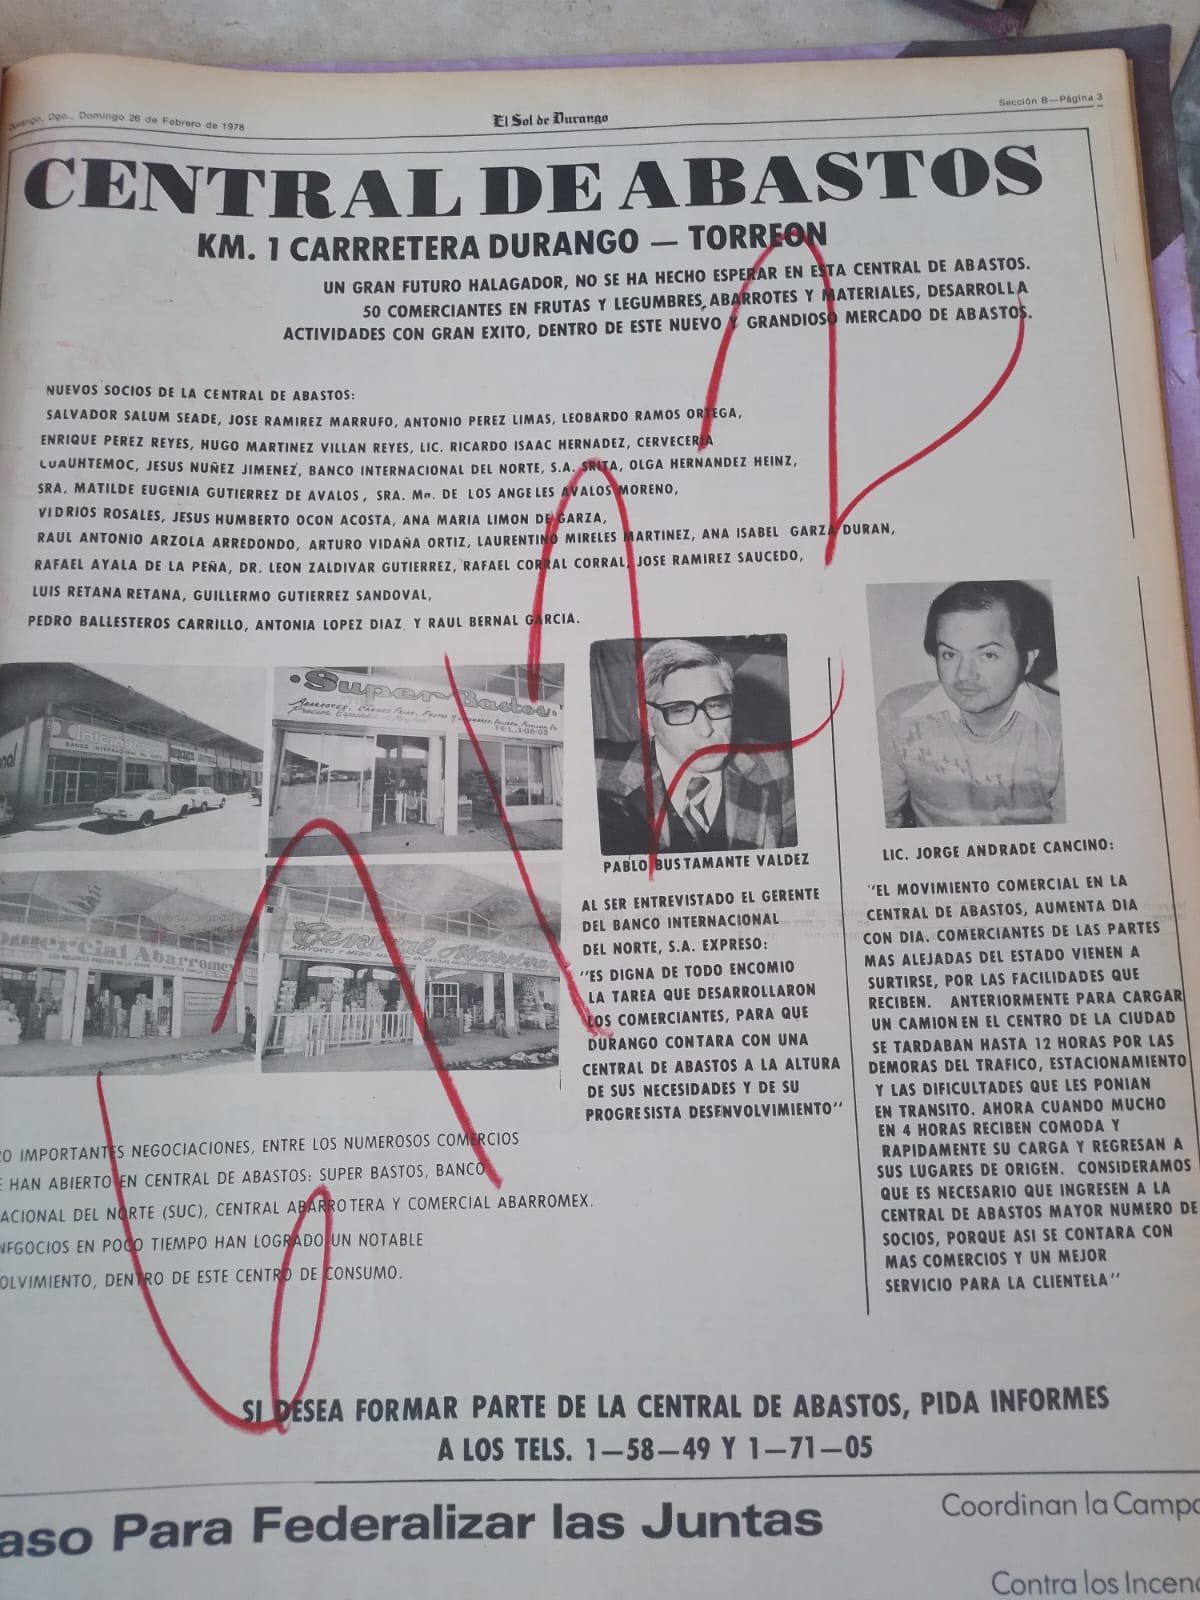 Durango, Dgo., Domingo 26 de Febrero de 1978
El Sol de Durango
Sección B—Página 3
CENTRAL DE ABASTOS
KM. 1 CARRRETERA DURANGO — TORREON
UN GRAN FUTURO HALAGADOR, NO SE HA HECHO ESPERAR EN ESTA CENTRAL DE ABASTOS.
50 COMERCIANTES EN FRUTAS Y LEGUMBRES, ABARROTES Y MATERIALES, DESARROLLA
ACTIVIDADES CON GRAN EXITO, DENTRO DE ESTE NUEVO Y GRANDIOSO MERCADO DE ABASTOS.
NUEVOS SOCIOS DE LA CENTRAL DE ABASTOS:
SALVADOR SALUM SEADE, JOSE RAMIREZ MARRUFO, ANTONIO PEREZ LIMAS, LEOBARDO RAMOS ORTEGA,
ENRIQUE PEREZ REYES, HUGO MARTINEZ VILLAN REYES, LIC. RICARDO ISAAC HERNADEZ, CERVECERIA
CUAUHTEMOC, JESUS NUÑEZ JIMENEZ, BANCO INTERNACIONAL DEL NORTE, S.A. SRITA, OLGA HERNANDEZ HEINZ,
SRA. MATILDE EUGENIA GUTIERREZ DE AVALOS, SRA. Ma. DE LOS ANGELES AVALOS MORENO,
VIDRIOS ROSALES, JESUS HUMBERTO OCON ACOSTA, ANA MARIA LIMON DE GARZA,
RAUL ANTONIO ARZOLA ARREDONDO, ARTURO VIDAÑA ORTIZ, LAURENTINO MIRELES MARTINEZ, ANA ISABEL GARZA DURAN,
RAFAEL AYALA DE LA PEÑA, DR. LEON ZALDIVAR GUTIERREZ, RAFAEL CORRAL CORRAL, JOSE RAMIREZ SAUCEDO,
LUIS RETANA RETANA, GUILLERMO GUTIERREZ SANDOVAL,
PEDRO BALLESTEROS CARRILLO, ANTONIA LOPEZ DIAZ Y RAUL BERNAL GARCIA.
Internacional
BANCO INTERNACIONAL DEL NORTE
Super Bastos
TEL. 1-08-02
Comercial Abarromex
Central Abarrotera
PABLO BUSTAMANTE VALDEZ
AL SER ENTREVISTADO EL GERENTE
DEL BANCO INTERNACIONAL
DEL NORTE, S.A. EXPRESO:
"ES DIGNA DE TODO ENCOMIO
LA TAREA QUE DESARROLLARON
LOS COMERCIANTES, PARA QUE
DURANGO CONTARA CON UNA
CENTRAL DE ABASTOS A LA ALTURA
DE SUS NECESIDADES Y DE SU
PROGRESISTA DESENVOLVIMIENTO"
LIC. JORGE ANDRADE CANCINO:
"EL MOVIMIENTO COMERCIAL EN LA
CENTRAL DE ABASTOS, AUMENTA DIA
CON DIA. COMERCIANTES DE LAS PARTES
MAS ALEJADAS DEL ESTADO VIENEN A
SURTIRSE, POR LAS FACILIDADES QUE
RECIBEN. ANTERIORMENTE PARA CARGAR
UN CAMION EN EL CENTRO DE LA CIUDAD
SE TARDABAN HASTA 12 HORAS POR LAS
DEMORAS DEL TRAFICO, ESTACIONAMIENTO
Y LAS DIFICULTADES QUE LES PONIAN
EN TRANSITO. AHORA CUANDO MUCHO
EN 4 HORAS RECIBEN COMODA Y
RAPIDAMENTE SU CARGA Y REGRESAN A
SUS LUGARES DE ORIGEN. CONSIDERAMOS
QUE ES NECESARIO QUE INGRESEN A LA
CENTRAL DE ABASTOS MAYOR NUMERO DE
SOCIOS, PORQUE ASI SE CONTARA CON
MAS COMERCIOS Y UN MEJOR
SERVICIO PARA LA CLIENTELA"
RO IMPORTANTES NEGOCIACIONES, ENTRE LOS NUMEROSOS COMERCIOS
E HAN ABIERTO EN CENTRAL DE ABASTOS: SUPER BASTOS, BANCO
NACIONAL DEL NORTE (SUC), CENTRAL ABARROTERA Y COMERCIAL ABARROMEX.
NEGOCIOS EN POCO TIEMPO HAN LOGRADO UN NOTABLE
OLVIMIENTO, DENTRO DE ESTE CENTRO DE CONSUMO.
SI DESEA FORMAR PARTE DE LA CENTRAL DE ABASTOS, PIDA INFORMES
A LOS TELS. 1—58—49 Y 1—71—05
aso Para Federalizar las Juntas
Coordinan la Campa
Contra los Incend